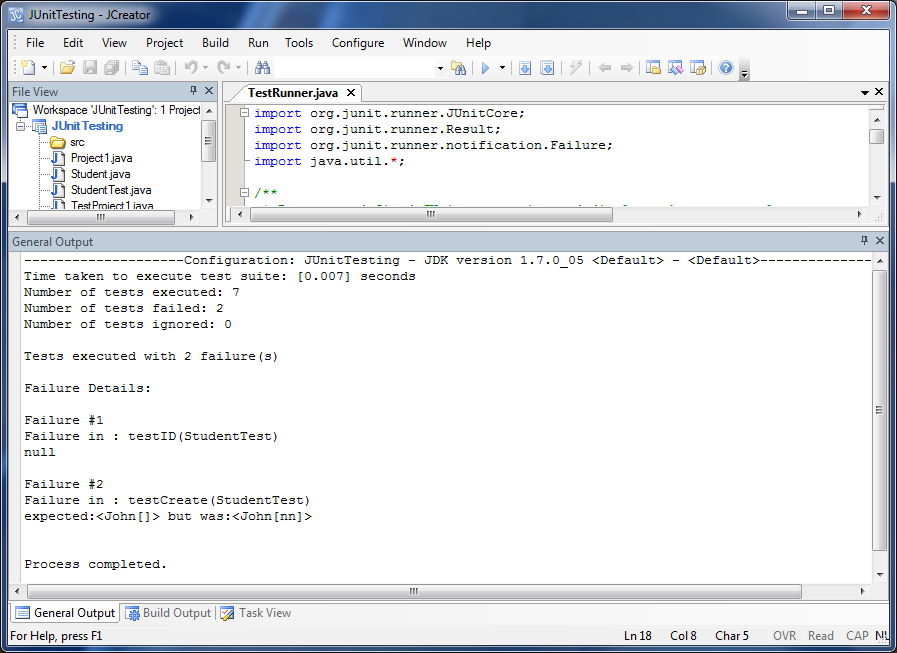 JUnitTesting - JCreator
File Edit View Project Build Run Tools Configure Window Help
File View
Workspace 'JUnitTesting': 1 Project
JUnitTesting
src
Project1.java
Student.java
StudentTest.java
TestProject1.java
TestRunner.java
import org.junit.runner.JUnitCore;
import org.junit.runner.Result;
import org.junit.runner.notification.Failure;
import java.util.*;
/**
General Output
--------------------Configuration: JUnitTesting - JDK version 1.7.0_05 <Default> - <Default>--------------
Time taken to execute test suite: [0.007] seconds
Number of tests executed: 7
Number of tests failed: 2
Number of tests ignored: 0
Tests executed with 2 failure(s)
Failure Details:
Failure #1
Failure in : testID(StudentTest)
null
Failure #2
Failure in : testCreate(StudentTest)
expected:<John[]> but was:<John[nn]>
Process completed.
General Output Build Output Task View
For Help, press F1 Ln 18 Col 8 Char 5 OVR Read CAP NU